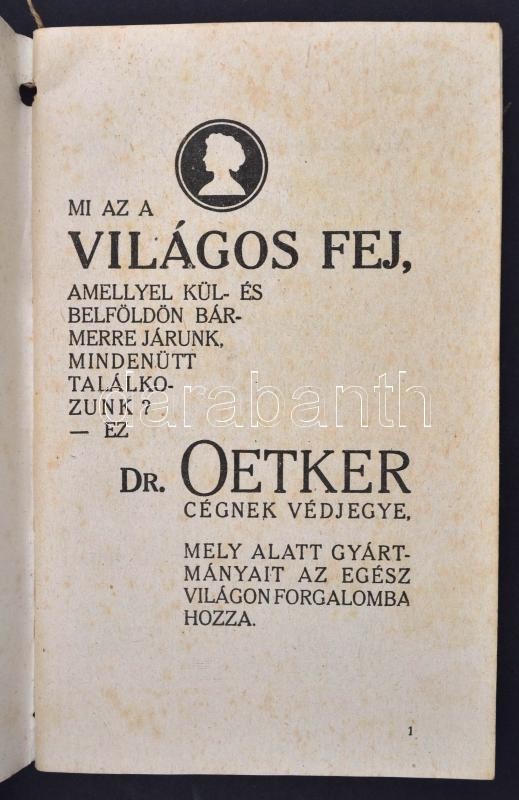 MI AZ A
VILÁGOS FEJ,
AMELLYEL KÜL- ÉS
BELFÖLDÖN BÁR-
MERRE JÁRUNK,
MINDENÜTT
TALÁLKO-
ZUNK ?
— EZ
DR. OETKER
CÉGNEK VÉDJEGYE,
MELY ALATT GYÁRT-
MÁNYAIT AZ EGÉSZ
VILÁGON FORGALOMBA
HOZZA.
1
darabanth